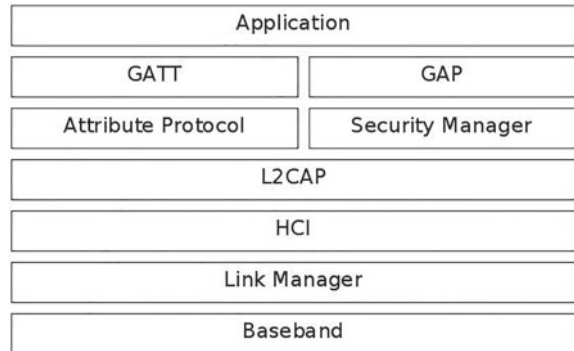 Application
GATT GAP
Attribute Protocol Security Manager
L2CAP
HCI
Link Manager
Baseband